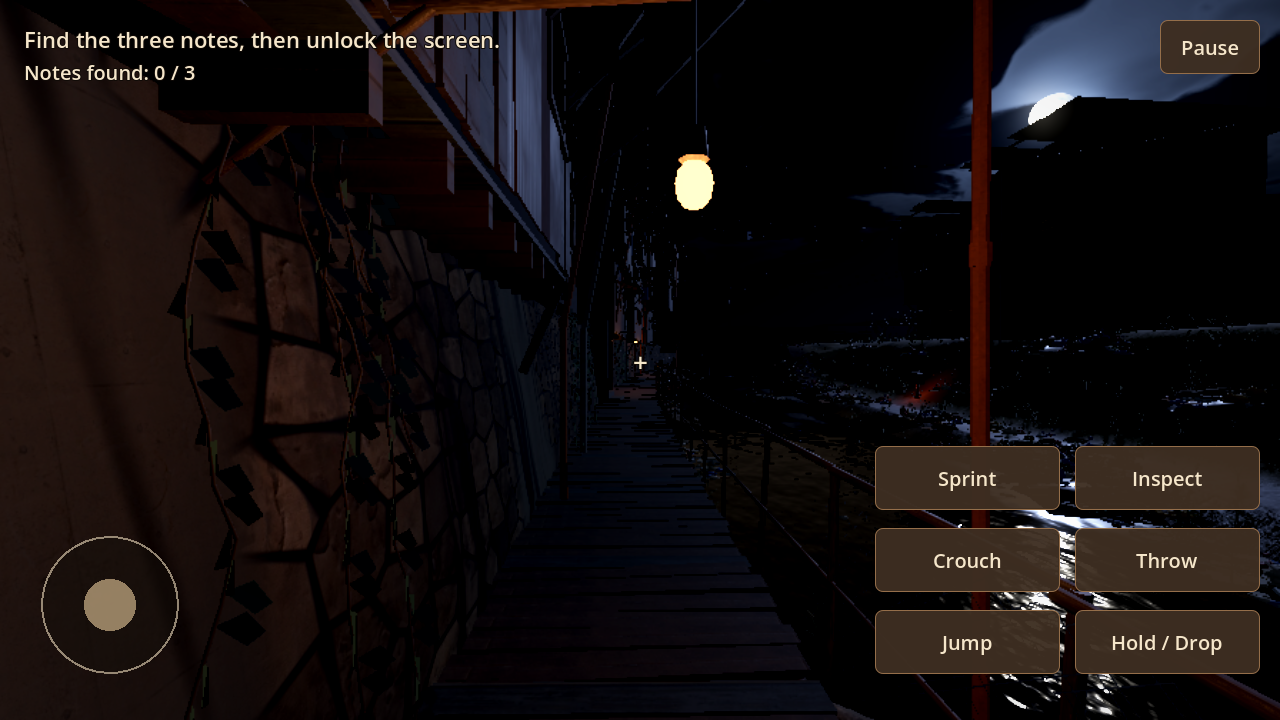 Find the three notes, then unlock the screen.
Notes found: 0 / 3
Pause
Sprint
Inspect
Crouch
Throw
Jump
Hold / Drop